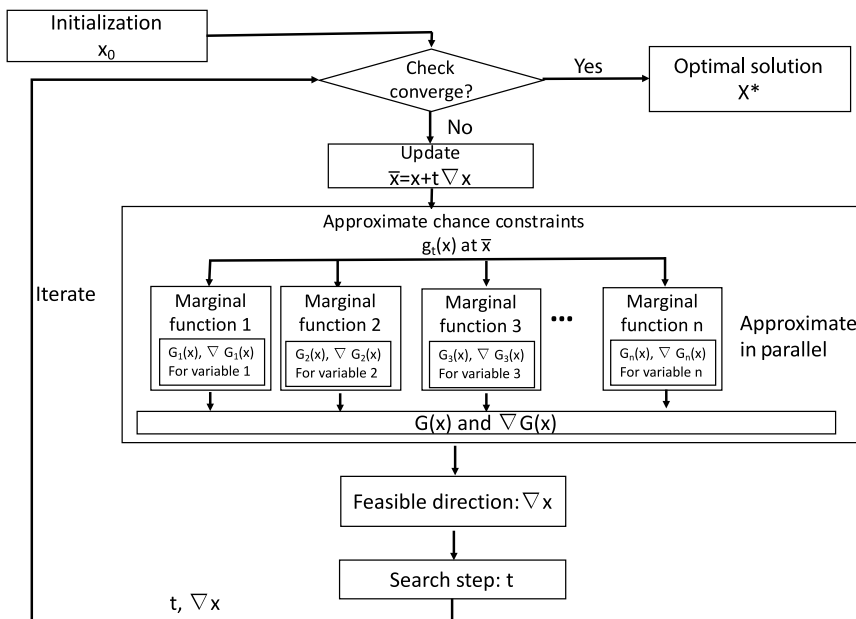 Initialization
x₀
Check
converge?
Yes
Optimal solution
X*
No
Update
x̅=x+t▽x
Approximate chance constraints
gₜ(x) at x̅
Iterate
Marginal
function 1
G₁(x), ▽ G₁(x)
For variable 1
Marginal
function 2
G₂(x), ▽ G₂(x)
For variable 2
Marginal
function 3
G₃(x), ▽ G₃(x)
For variable 3
...
Marginal
function n
Gₙ(x), ▽ Gₙ(x)
For variable n
Approximate
in parallel
G(x) and ▽G(x)
Feasible direction:▽x
Search step: t
t, ▽x